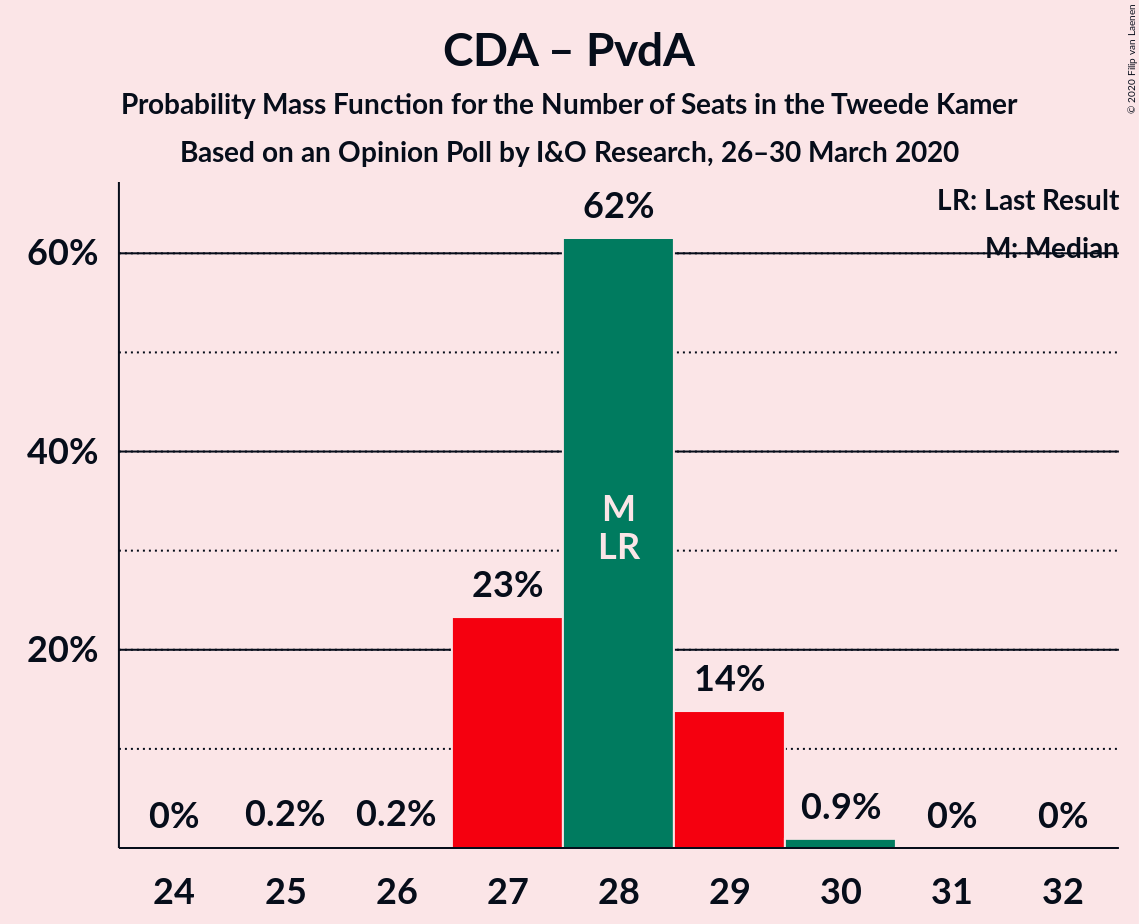 CDA – PvdA
Probability Mass Function for the Number of Seats in the Tweede Kamer
Based on an Opinion Poll by I&O Research, 26–30 March 2020
© 2020 Filip van Laenen
LR: Last Result
M: Median
60%
40%
20%
0%
0.2%
0.2%
23%
62%
M
LR
14%
0.9%
0%
0%
24 25 26 27 28 29 30 31 32